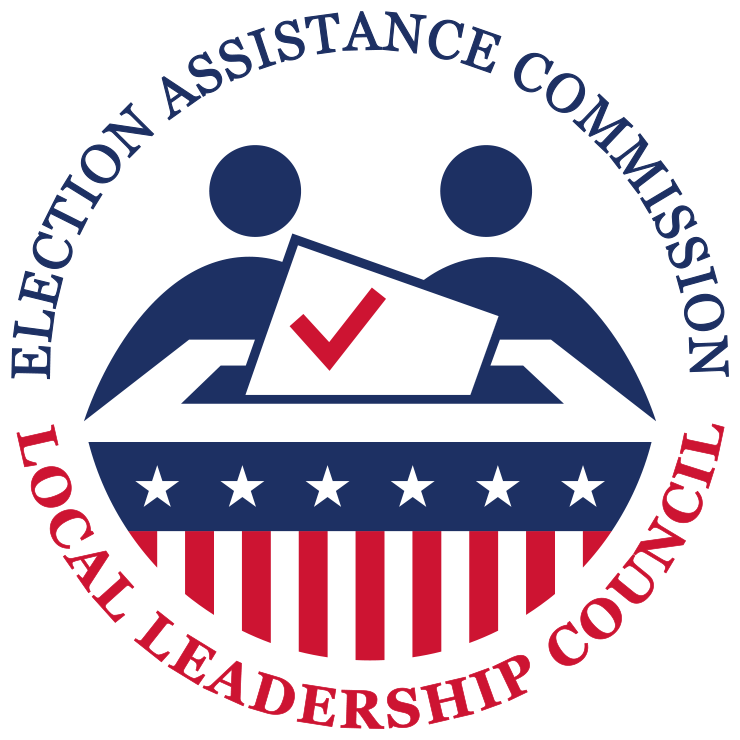 ELECTION ASSISTANCE COMMISSION
LOCAL LEADERSHIP COUNCIL